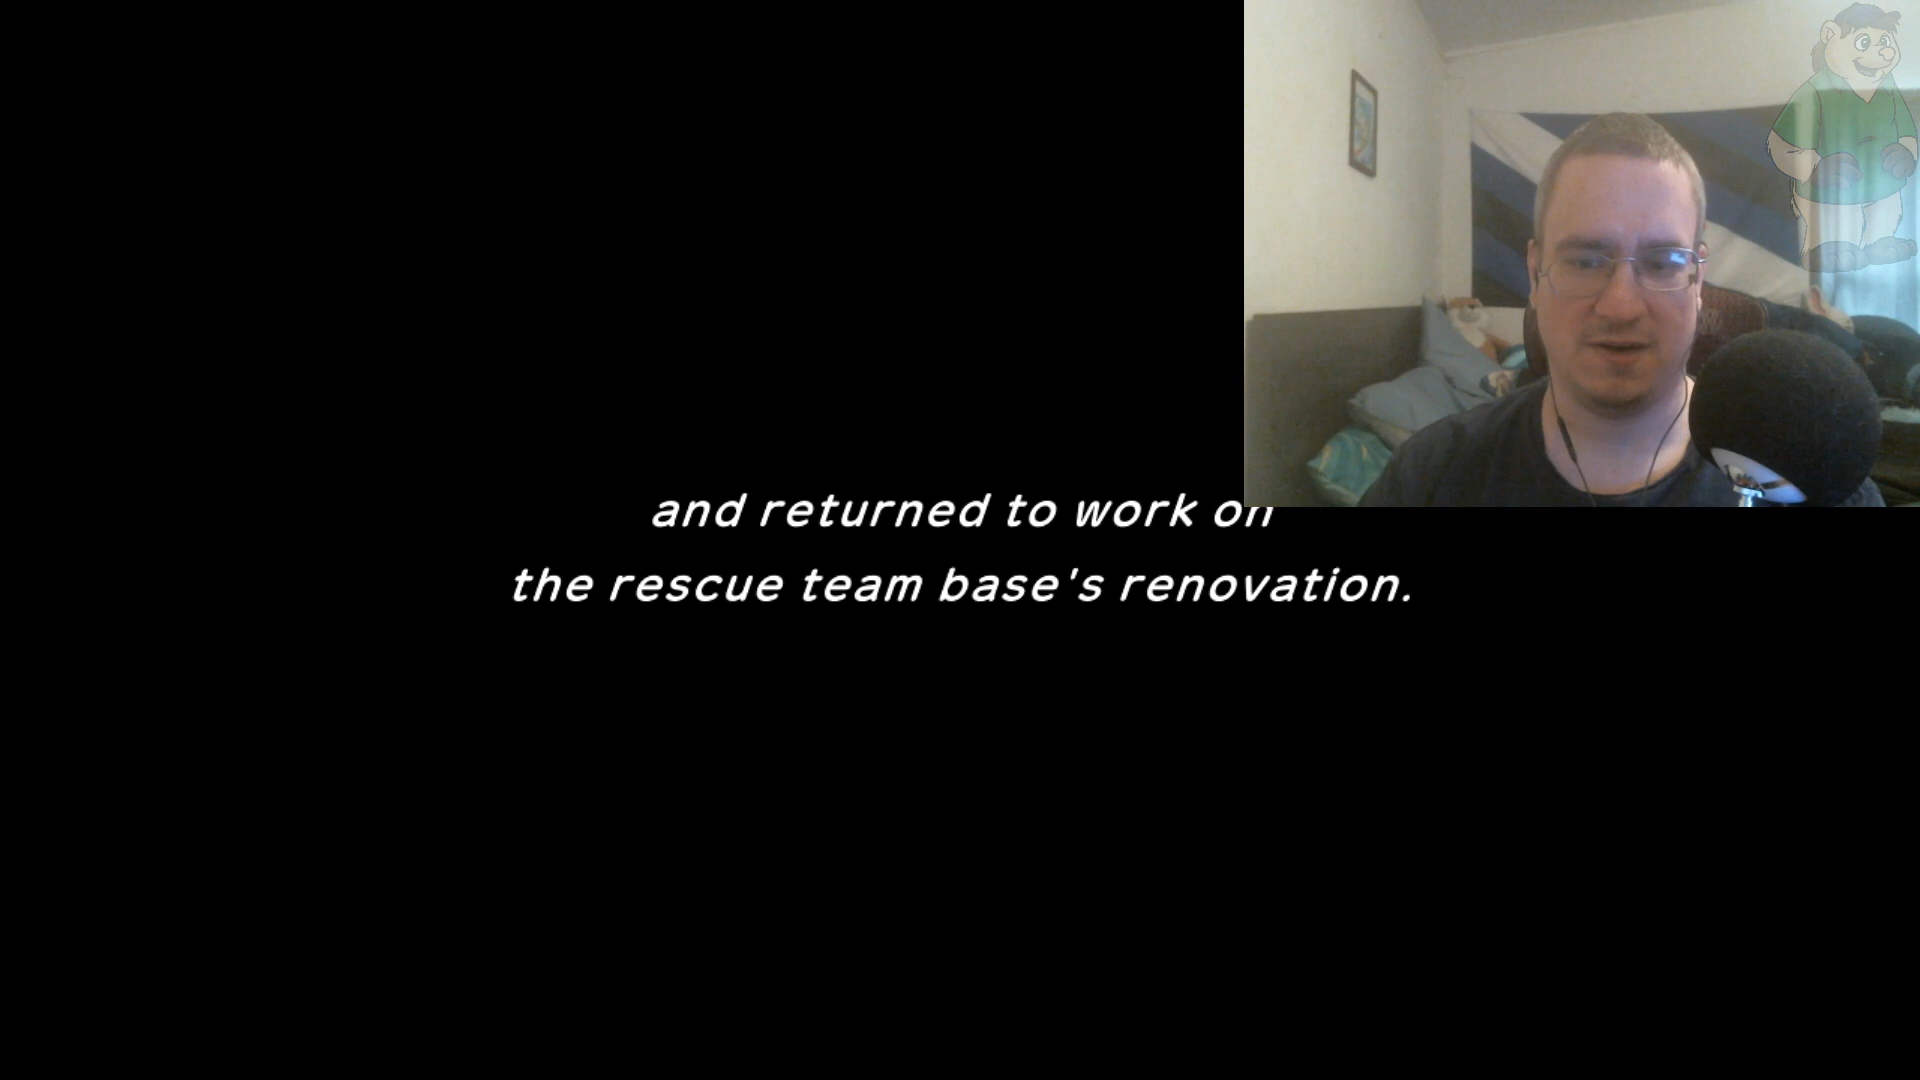 and returned to work on
the rescue team base's renovation.